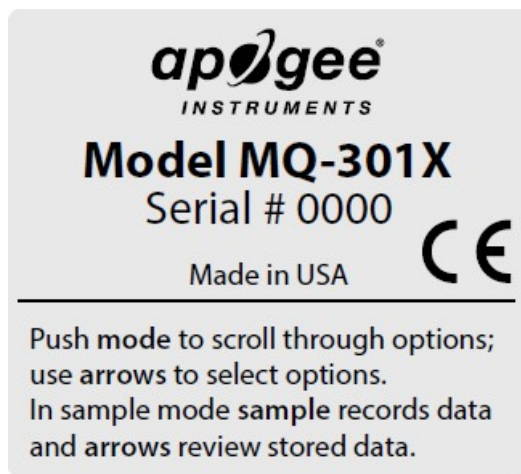 apogee®
INSTRUMENTS
Model MQ-301X
Serial # 0000
Made in USA
CE
Push mode to scroll through options;
use arrows to select options.
In sample mode sample records data
and arrows review stored data.